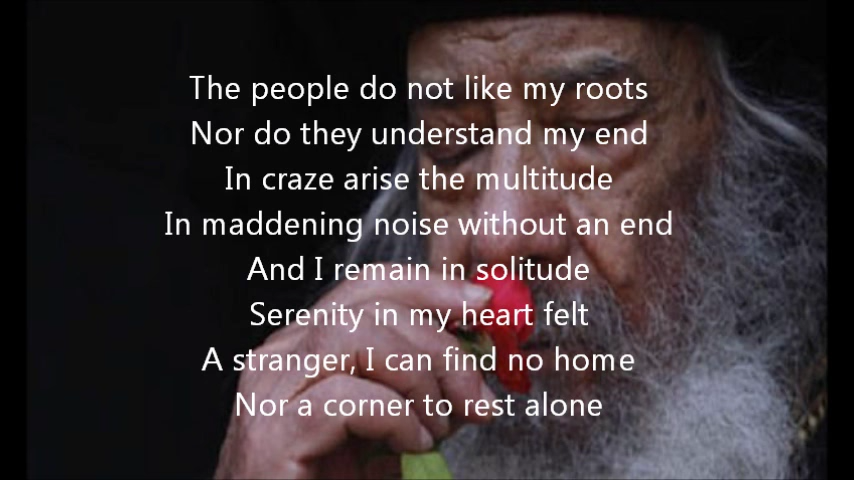 The people do not like my roots
Nor do they understand my end
In craze arise the multitude
In maddening noise without an end
And I remain in solitude
Serenity in my heart felt
A stranger, I can find no home
Nor a corner to rest alone